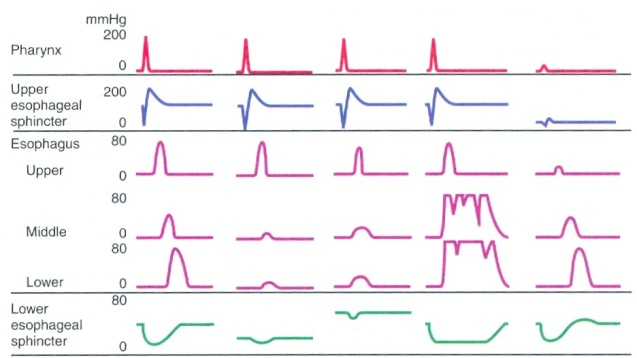 mmHg
Pharynx 200
0
Upper
esophageal
sphincter
200
0
Esophagus 80
Upper 0
80
Middle 0
80
Lower 0
Lower
esophageal
sphincter
80
0